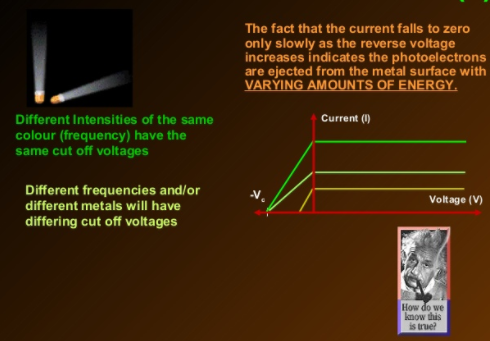 The fact that the current falls to zero
only slowly as the reverse voltage
increases indicates the photoelectrons
are ejected from the metal surface with
VARYING AMOUNTS OF ENERGY.
Different Intensities of the same
colour (frequency) have the
same cut off voltages
Different frequencies and/or
different metals will have
differing cut off voltages
Current (I)
-Vc
Voltage (V)
How do we
know this
is true?